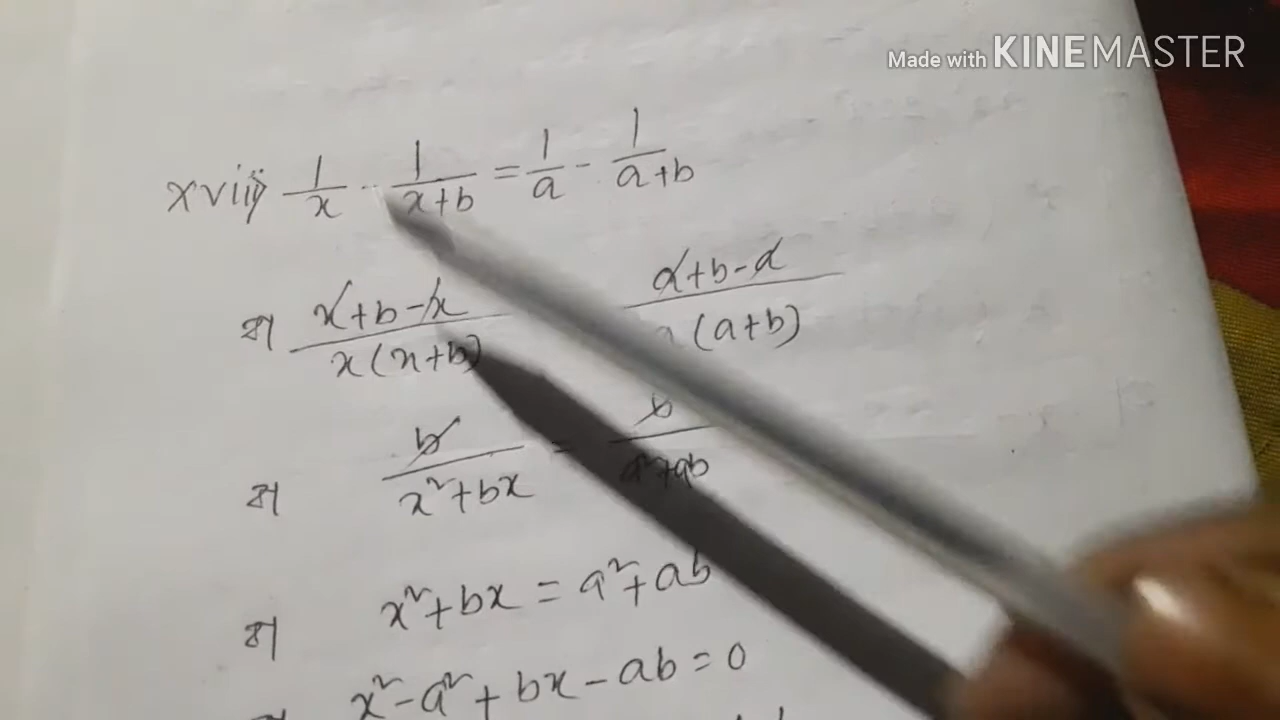 Made with KINEMASTER
xviii) 1/x - 1/(x+b) = 1/a - 1/(a+b)
বা (x+b-x)/(x(x+b)) (a+b-a)/((a+b))
বা b/(x²+bx) = b/(a²+ab)
বা x²+bx = a²+ab
x²-a²+bx-ab=0